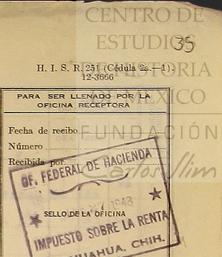 CENTRO DE
ESTUDIOS
35
H. I. S. R. 251 (Cédula 2a.—1).
12-3666
HISTORIA
MÉXICO
PARA SER LLENADO POR LA
OFICINA RECEPTORA
Fecha de recibo
FUNDACIÓN
Número
Recibida por
Carlos Slim
OF. FEDERAL DE HACIENDA
1943
SELLO DE LA OFICINA
IMPUESTO SOBRE LA RENTA
CHIHUAHUA, CHIH.